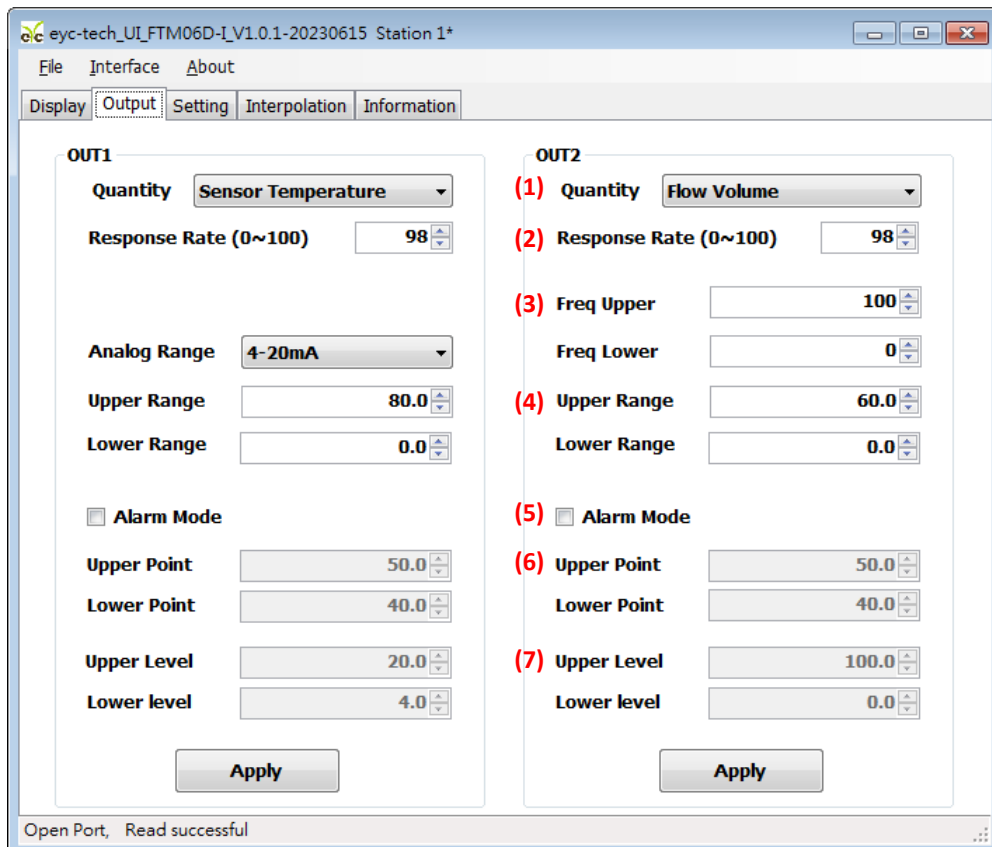 eyc-tech_UI_FTM06D-I_V1.0.1-20230615 Station 1*
File Interface About
Display Output Setting Interpolation Information
OUT1
Quantity Sensor Temperature
Response Rate (0~100) 98
Analog Range 4-20mA
Upper Range 80.0
Lower Range 0.0
Alarm Mode
Upper Point 50.0
Lower Point 40.0
Upper Level 20.0
Lower level 4.0
Apply
OUT2
(1) Quantity Flow Volume
(2) Response Rate (0~100) 98
(3) Freq Upper 100
Freq Lower 0
(4) Upper Range 60.0
Lower Range 0.0
(5) Alarm Mode
(6) Upper Point 50.0
Lower Point 40.0
(7) Upper Level 100.0
Lower level 0.0
Apply
Open Port, Read successful